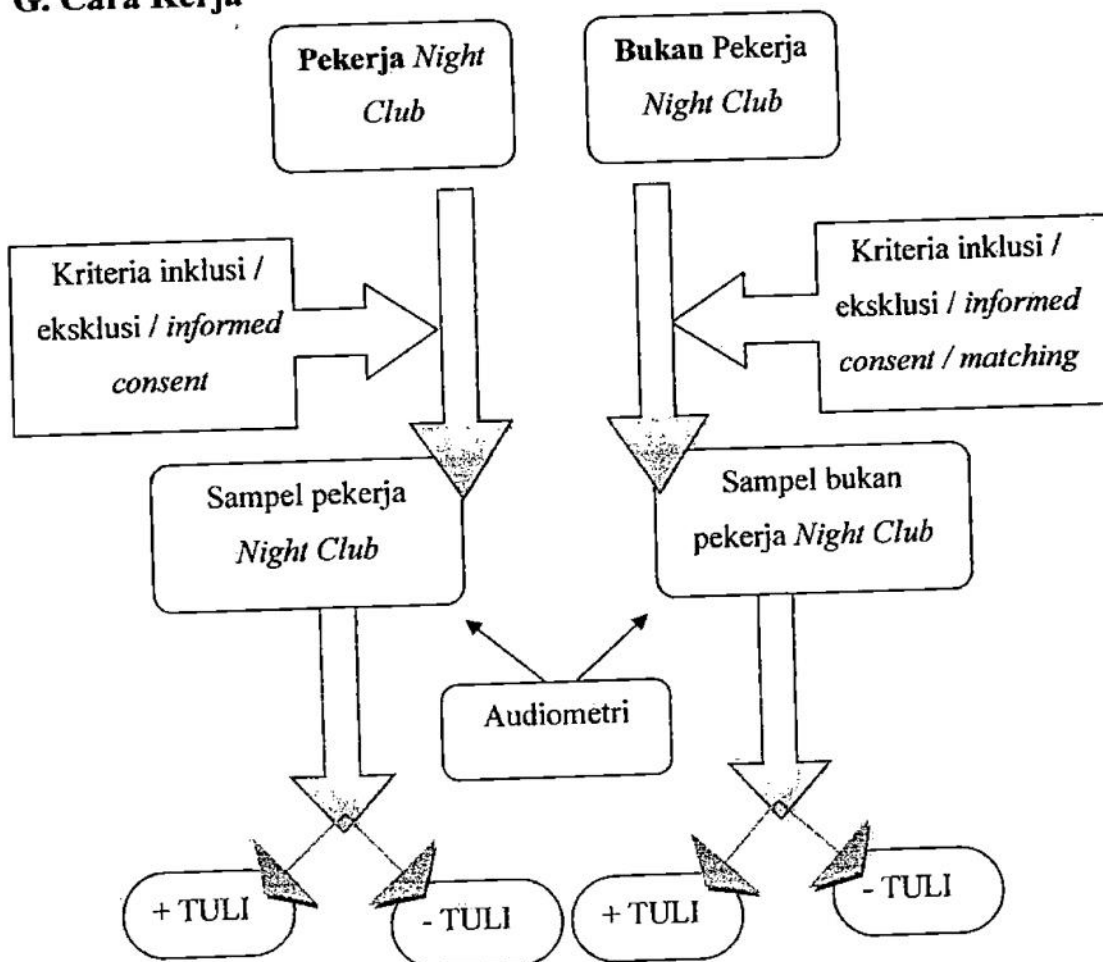 G. Cara Kerja
Pekerja Night
Club
Bukan Pekerja
Night Club
Kriteria inklusi /
eksklusi / informed
consent
Kriteria inklusi /
eksklusi / informed
consent / matching
Sampel pekerja
Night Club
Sampel bukan
pekerja Night Club
Audiometri
+ TULI
- TULI
+ TULI
- TULI